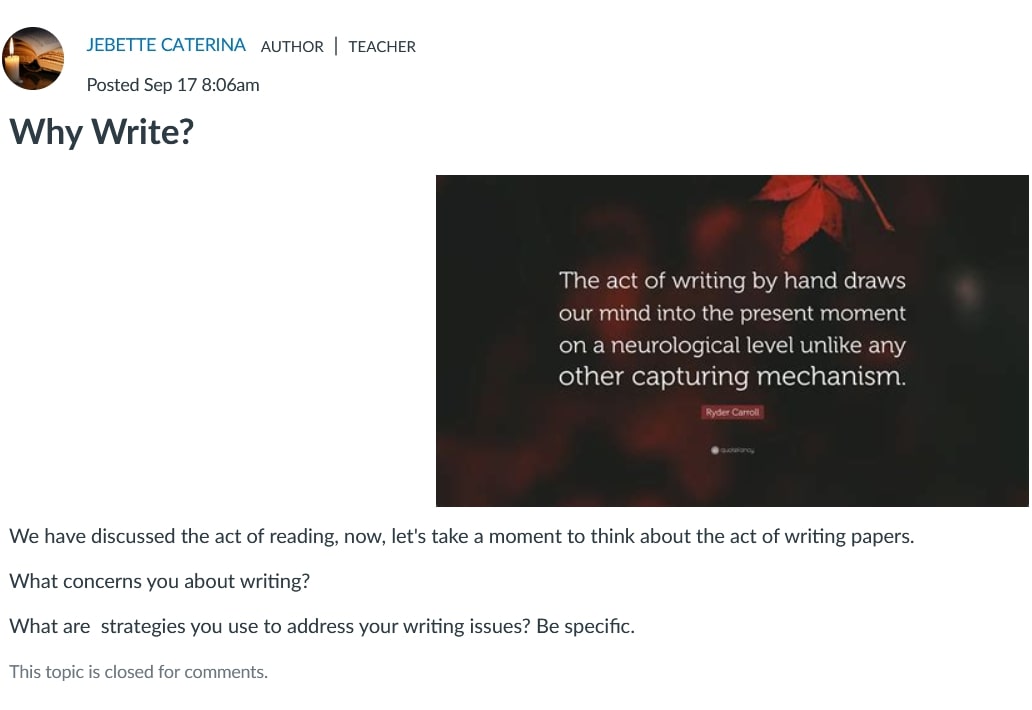 JEBETTE CATERINA AUTHOR | TEACHER
Posted Sep 17 8:06am
Why Write?
The act of writing by hand draws
our mind into the present moment
on a neurological level unlike any
other capturing mechanism.
Ryder Carroll
quotefancy
We have discussed the act of reading, now, let's take a moment to think about the act of writing papers.
What concerns you about writing?
What are  strategies you use to address your writing issues? Be specific.
This topic is closed for comments.